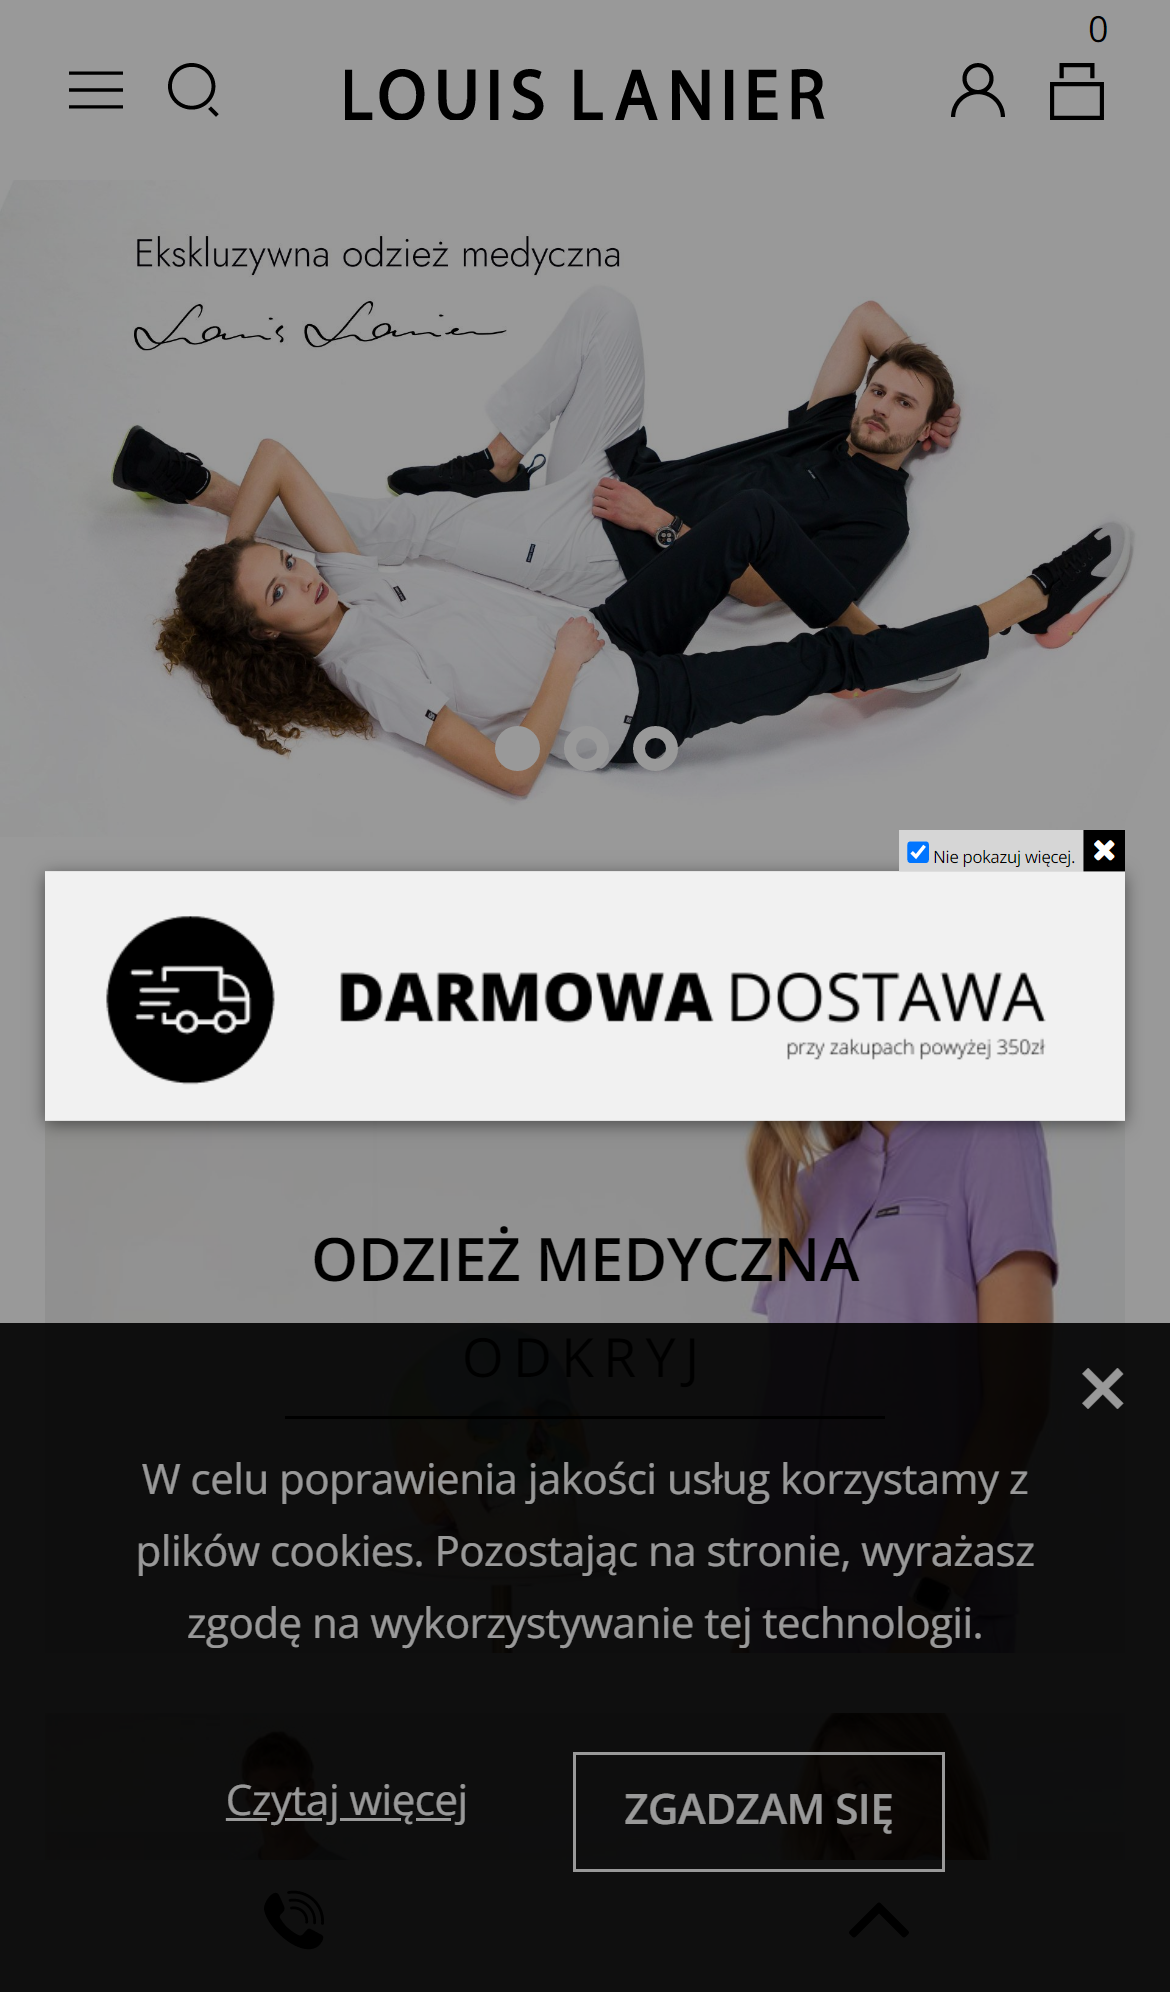 0
LOUIS LANIER
Ekskluzywna odzież medyczna
Louis Lanier
Nie pokazuj więcej.
DARMOWA DOSTAWA
przy zakupach powyżej 350zł
ODZIEŻ MEDYCZNA
ODKRYJ
W celu poprawienia jakości usług korzystamy z
plików cookies. Pozostając na stronie, wyrażasz
zgodę na wykorzystywanie tej technologii.
Czytaj więcej
ZGADZAM SIĘ